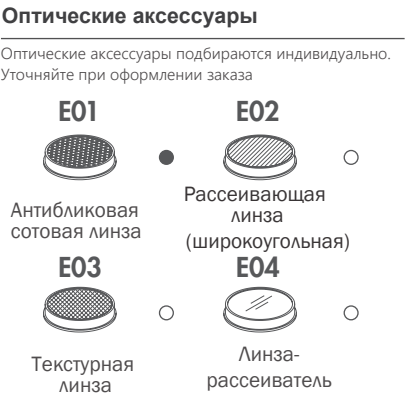 Оптические аксессуары
Оптические аксессуары подбираются индивидуально.
Уточняйте при оформлении заказа
E01
E02
Антибликовая
сотовая линза
Рассеивающая
линза
(широкоугольная)
E03
E04
Текстурная
линза
Линза-
рассеиватель